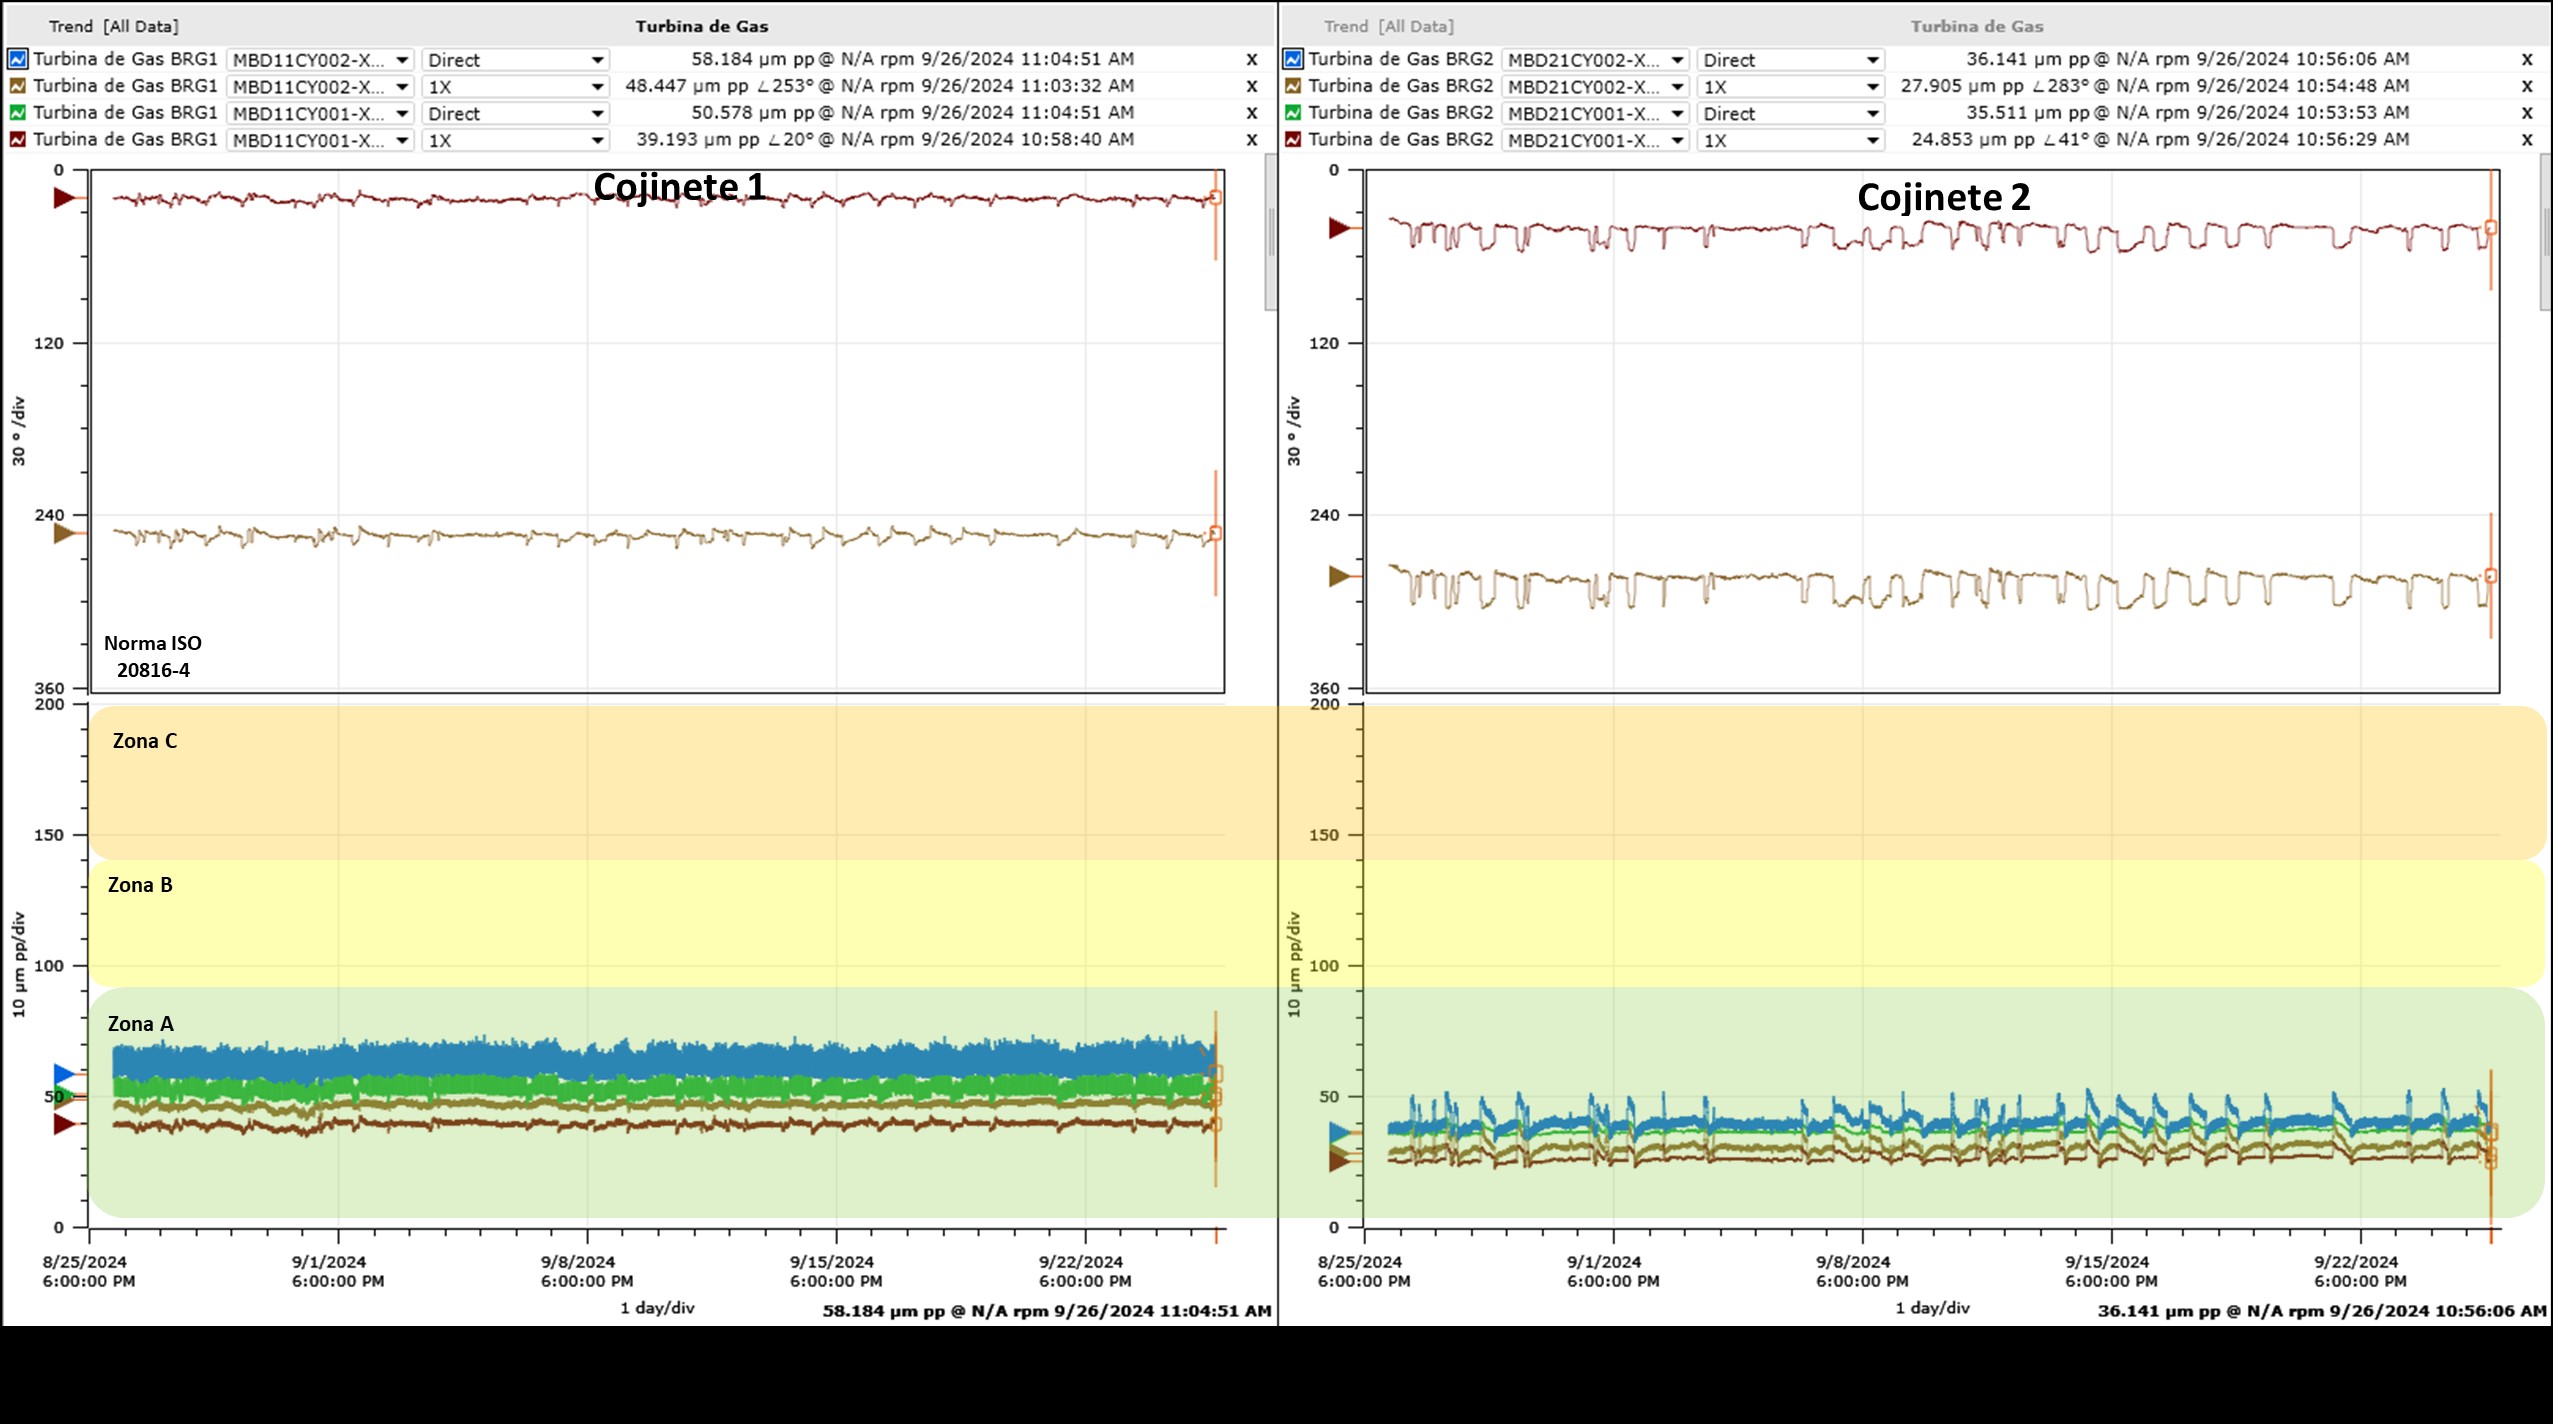 Trend [All Data]
Turbina de Gas
Turbina de Gas BRG1 MBD11CY002-X... Direct 58.184 µm pp @ N/A rpm 9/26/2024 11:04:51 AM x
Turbina de Gas BRG1 MBD11CY002-X... 1X 48.447 µm pp ∠253° @ N/A rpm 9/26/2024 11:03:32 AM x
Turbina de Gas BRG1 MBD11CY001-X... Direct 50.578 µm pp @ N/A rpm 9/26/2024 11:04:51 AM x
Turbina de Gas BRG1 MBD11CY001-X... 1X 39.193 µm pp ∠20° @ N/A rpm 9/26/2024 10:58:40 AM x
Cojinete 1
0
120
240
360
30 ° /div
Norma ISO
20816-4
200
150
100
50
0
10 µm pp/div
Zona C
Zona B
Zona A
8/25/2024 9/1/2024 9/8/2024 9/15/2024 9/22/2024
6:00:00 PM 6:00:00 PM 6:00:00 PM 6:00:00 PM 6:00:00 PM
1 day/div
58.184 µm pp @ N/A rpm 9/26/2024 11:04:51 AM
Trend [All Data]
Turbina de Gas
Turbina de Gas BRG2 MBD21CY002-X... Direct 36.141 µm pp @ N/A rpm 9/26/2024 10:56:06 AM x
Turbina de Gas BRG2 MBD21CY002-X... 1X 27.905 µm pp ∠283° @ N/A rpm 9/26/2024 10:54:48 AM x
Turbina de Gas BRG2 MBD21CY001-X... Direct 35.511 µm pp @ N/A rpm 9/26/2024 10:53:53 AM x
Turbina de Gas BRG2 MBD21CY001-X... 1X 24.853 µm pp ∠41° @ N/A rpm 9/26/2024 10:56:29 AM x
Cojinete 2
0
120
240
360
30 ° /div
200
150
100
50
0
10 µm pp/div
8/25/2024 9/1/2024 9/8/2024 9/15/2024 9/22/2024
6:00:00 PM 6:00:00 PM 6:00:00 PM 6:00:00 PM 6:00:00 PM
1 day/div
36.141 µm pp @ N/A rpm 9/26/2024 10:56:06 AM